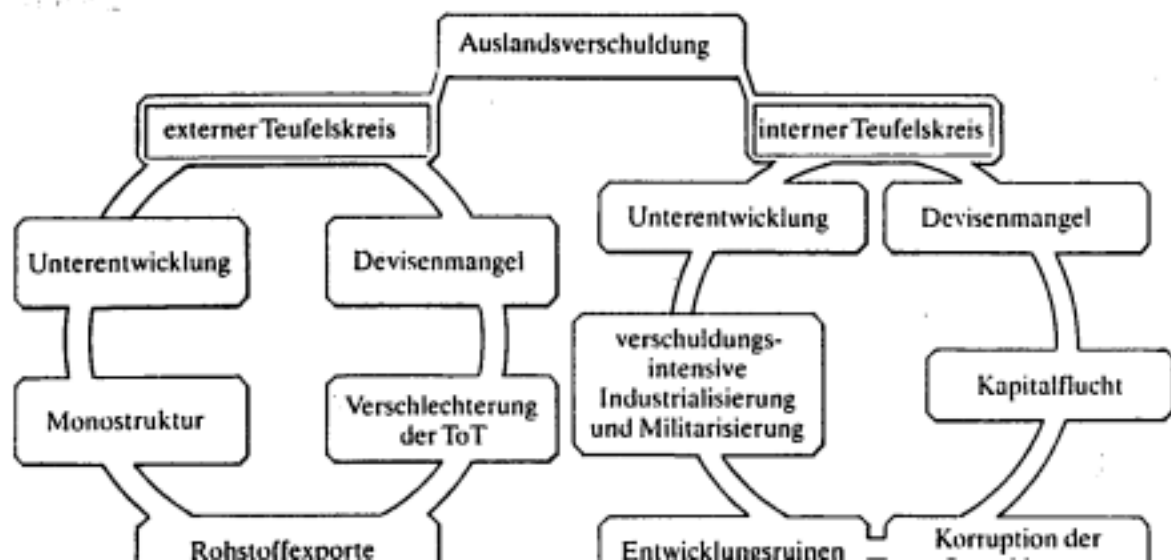 Auslandsverschuldung
externer Teufelskreis
interner Teufelskreis
Unterentwicklung
Devisenmangel
Unterentwicklung
Devisenmangel
verschuldungs-
intensive
Industrialisierung
und Militarisierung
Kapitalflucht
Monostruktur
Verschlechterung
der ToT
Rohstoffexporte
Entwicklungsruinen
Korruption der